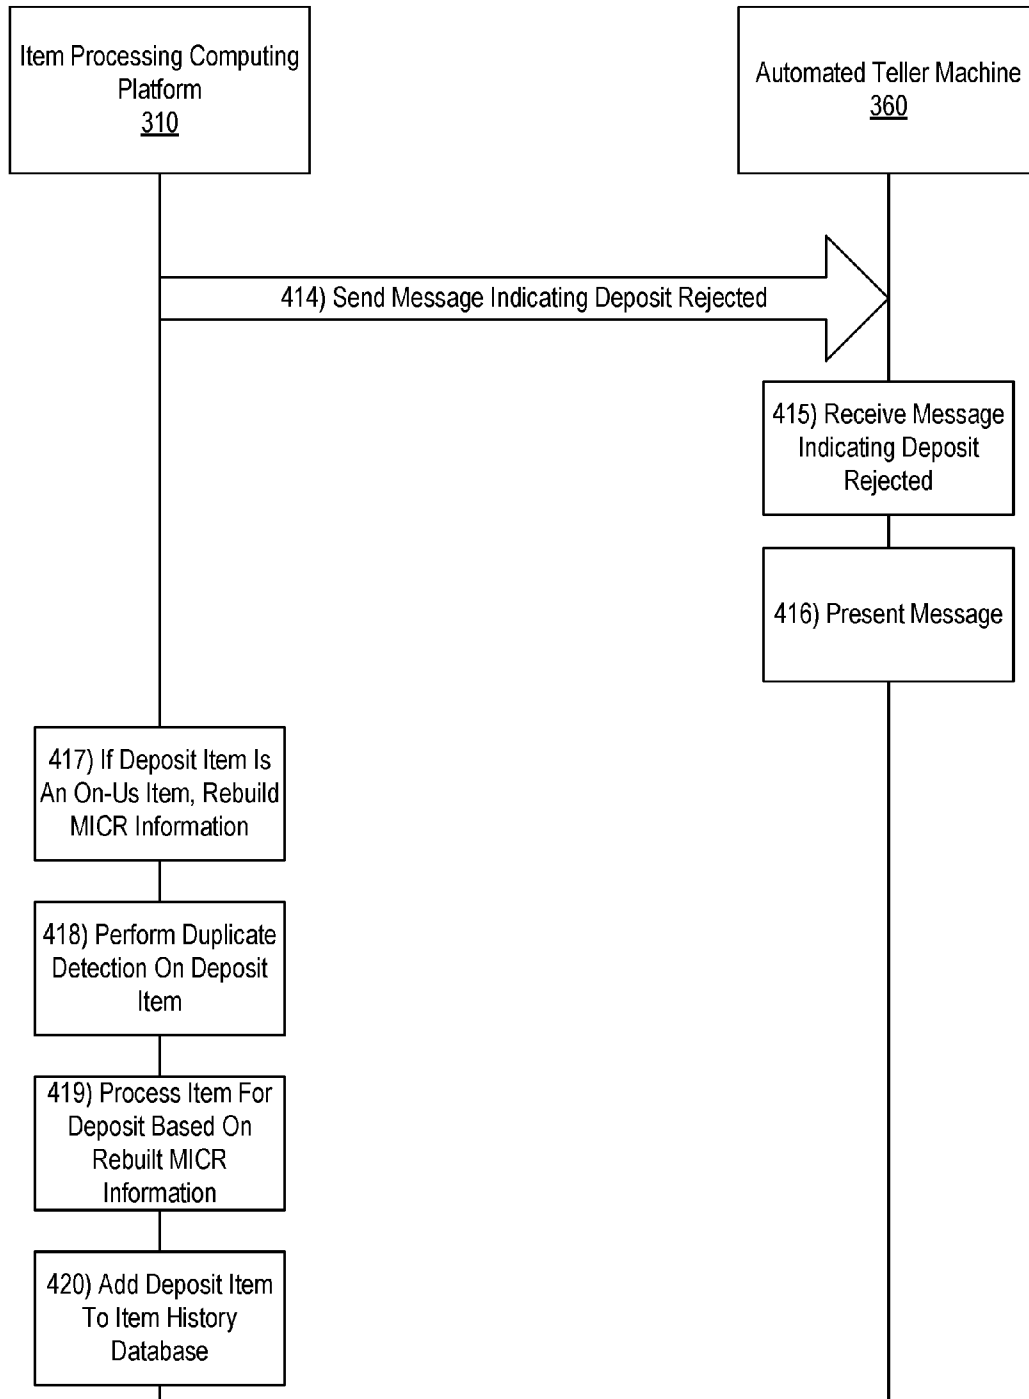 Item Processing Computing
Platform
310
Automated Teller Machine
360
414) Send Message Indicating Deposit Rejected
415) Receive Message
Indicating Deposit
Rejected
416) Present Message
417) If Deposit Item Is
An On-Us Item, Rebuild
MICR Information
418) Perform Duplicate
Detection On Deposit
Item
419) Process Item For
Deposit Based On
Rebuilt MICR
Information
420) Add Deposit Item
To Item History
Database